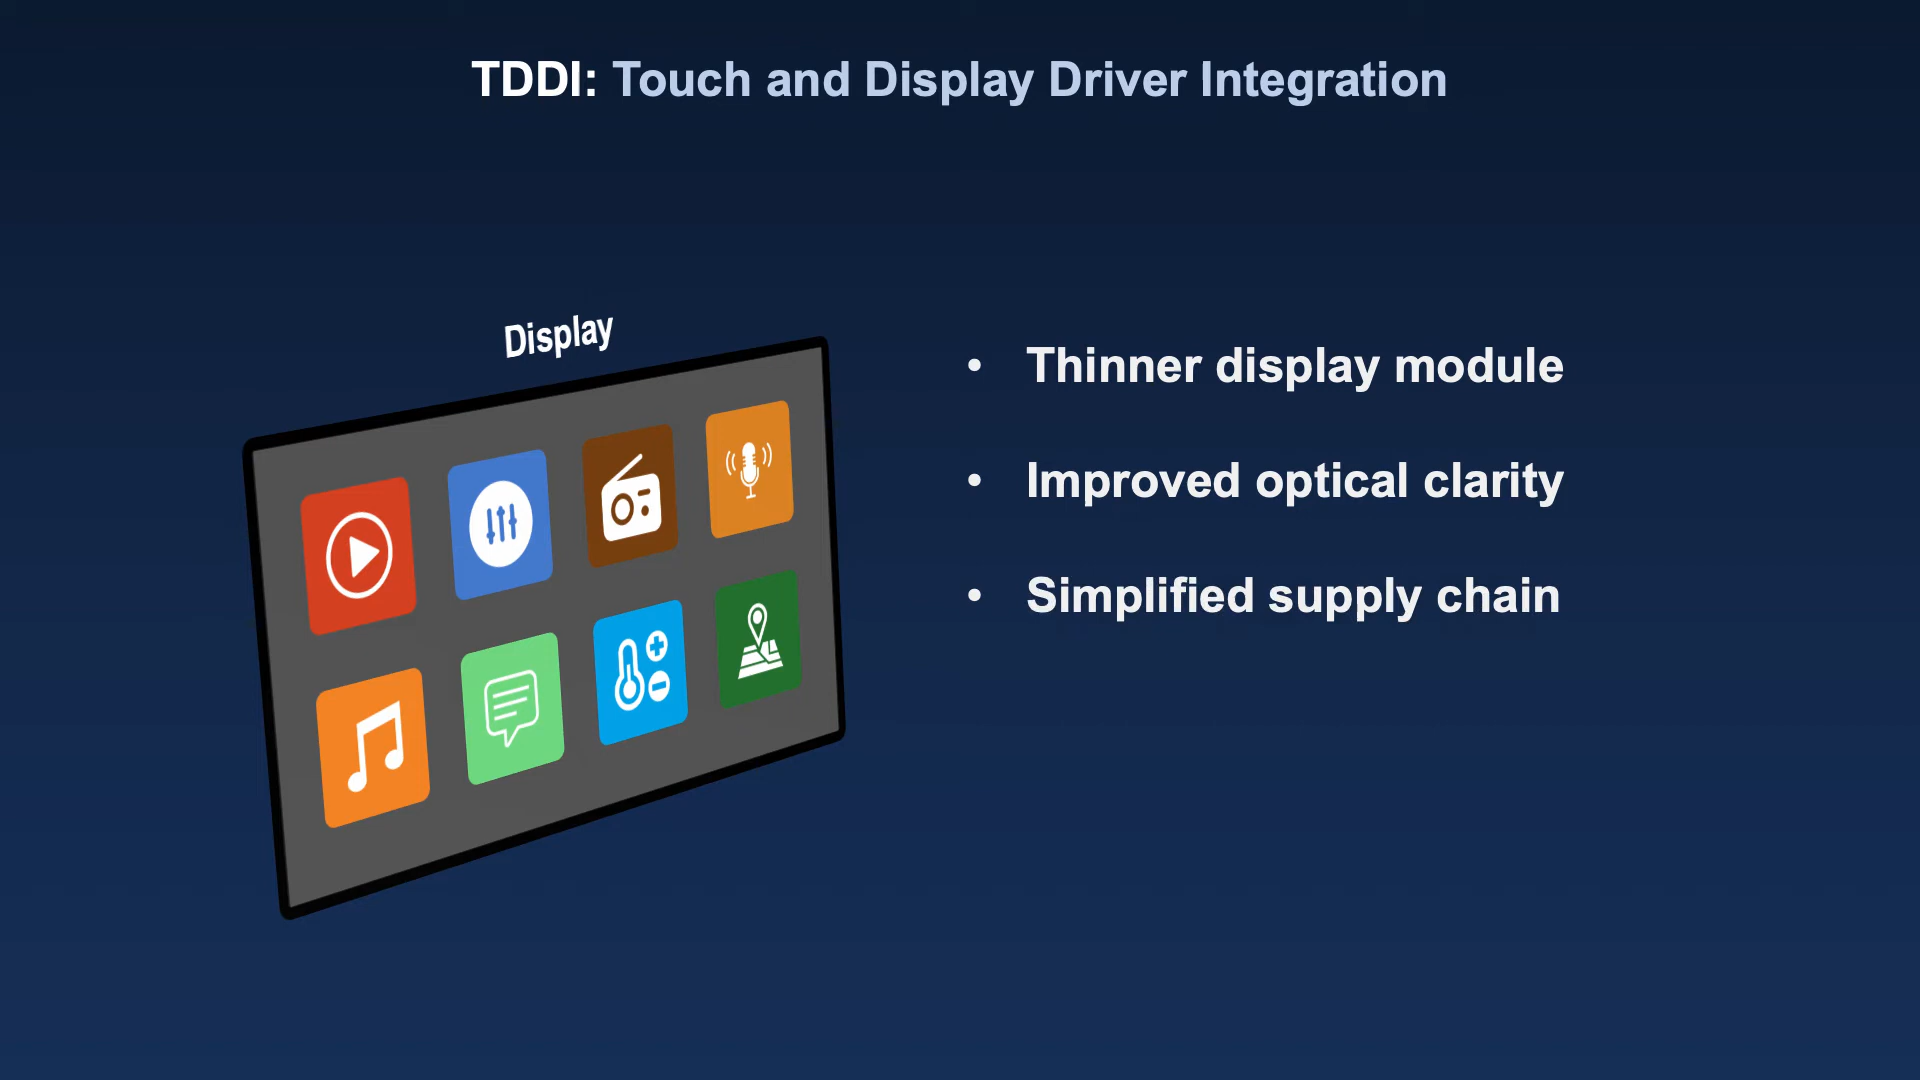 TDDI: Touch and Display Driver Integration
Display
• Thinner display module
• Improved optical clarity
• Simplified supply chain